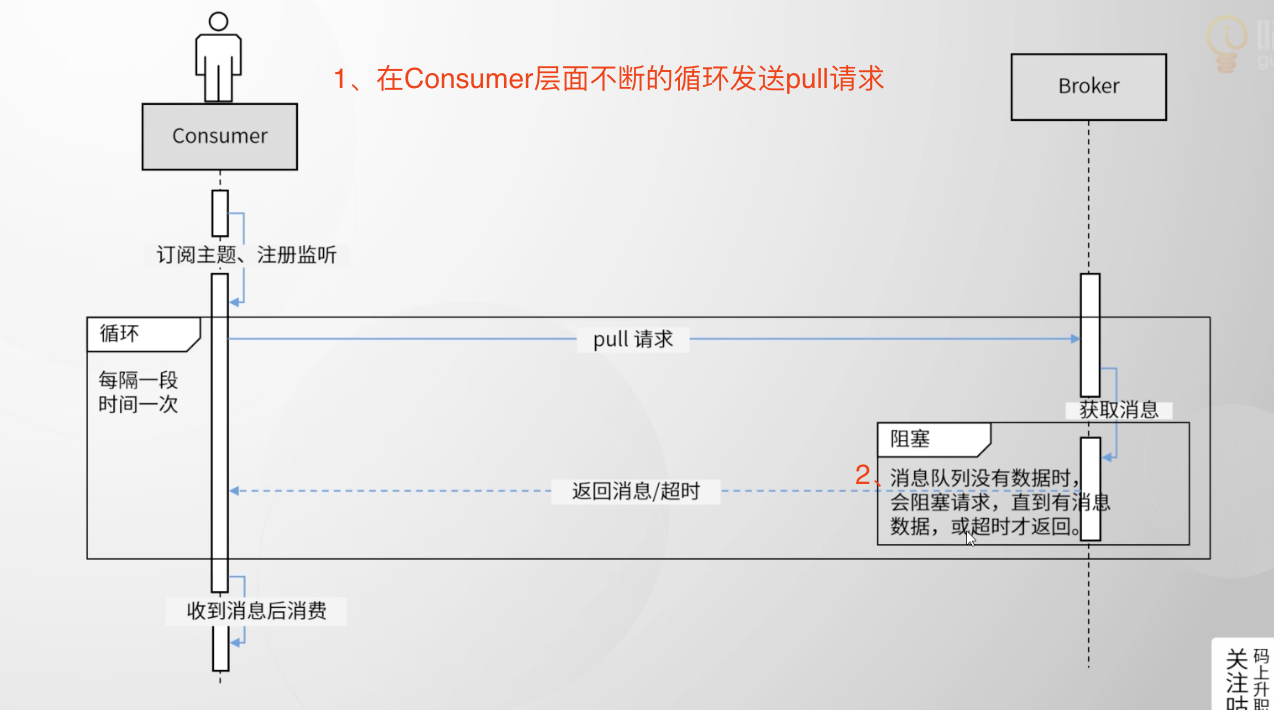 1、在Consumer层面不断的循环发送pull请求
Consumer
Broker
订阅主题、注册监听
循环
pull 请求
每隔一段
时间一次
获取消息
阻塞
2、
消息队列没有数据时，
会阻塞请求，直到有消息
数据，或超时才返回。
返回消息/超时
收到消息后消费
关注咕
码上升职